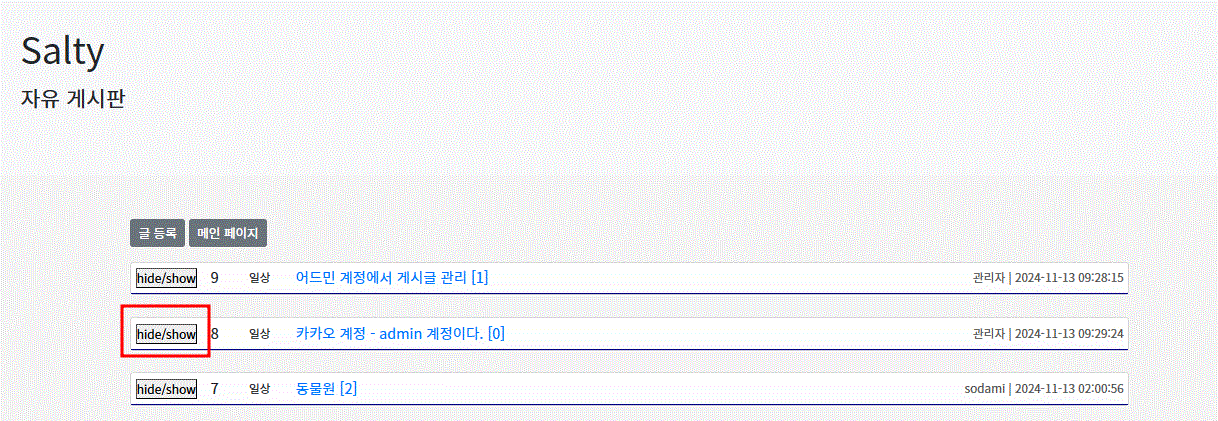 Salty
자유 게시판
글 등록 메인 페이지
hide/show 9 일상 어드민 계정에서 게시글 관리 [1] 관리자 | 2024-11-13 09:28:15
hide/show 8 일상 카카오 계정 - admin 계정이다. [0] 관리자 | 2024-11-13 09:29:24
hide/show 7 일상 동물원 [2] sodami | 2024-11-13 02:00:56